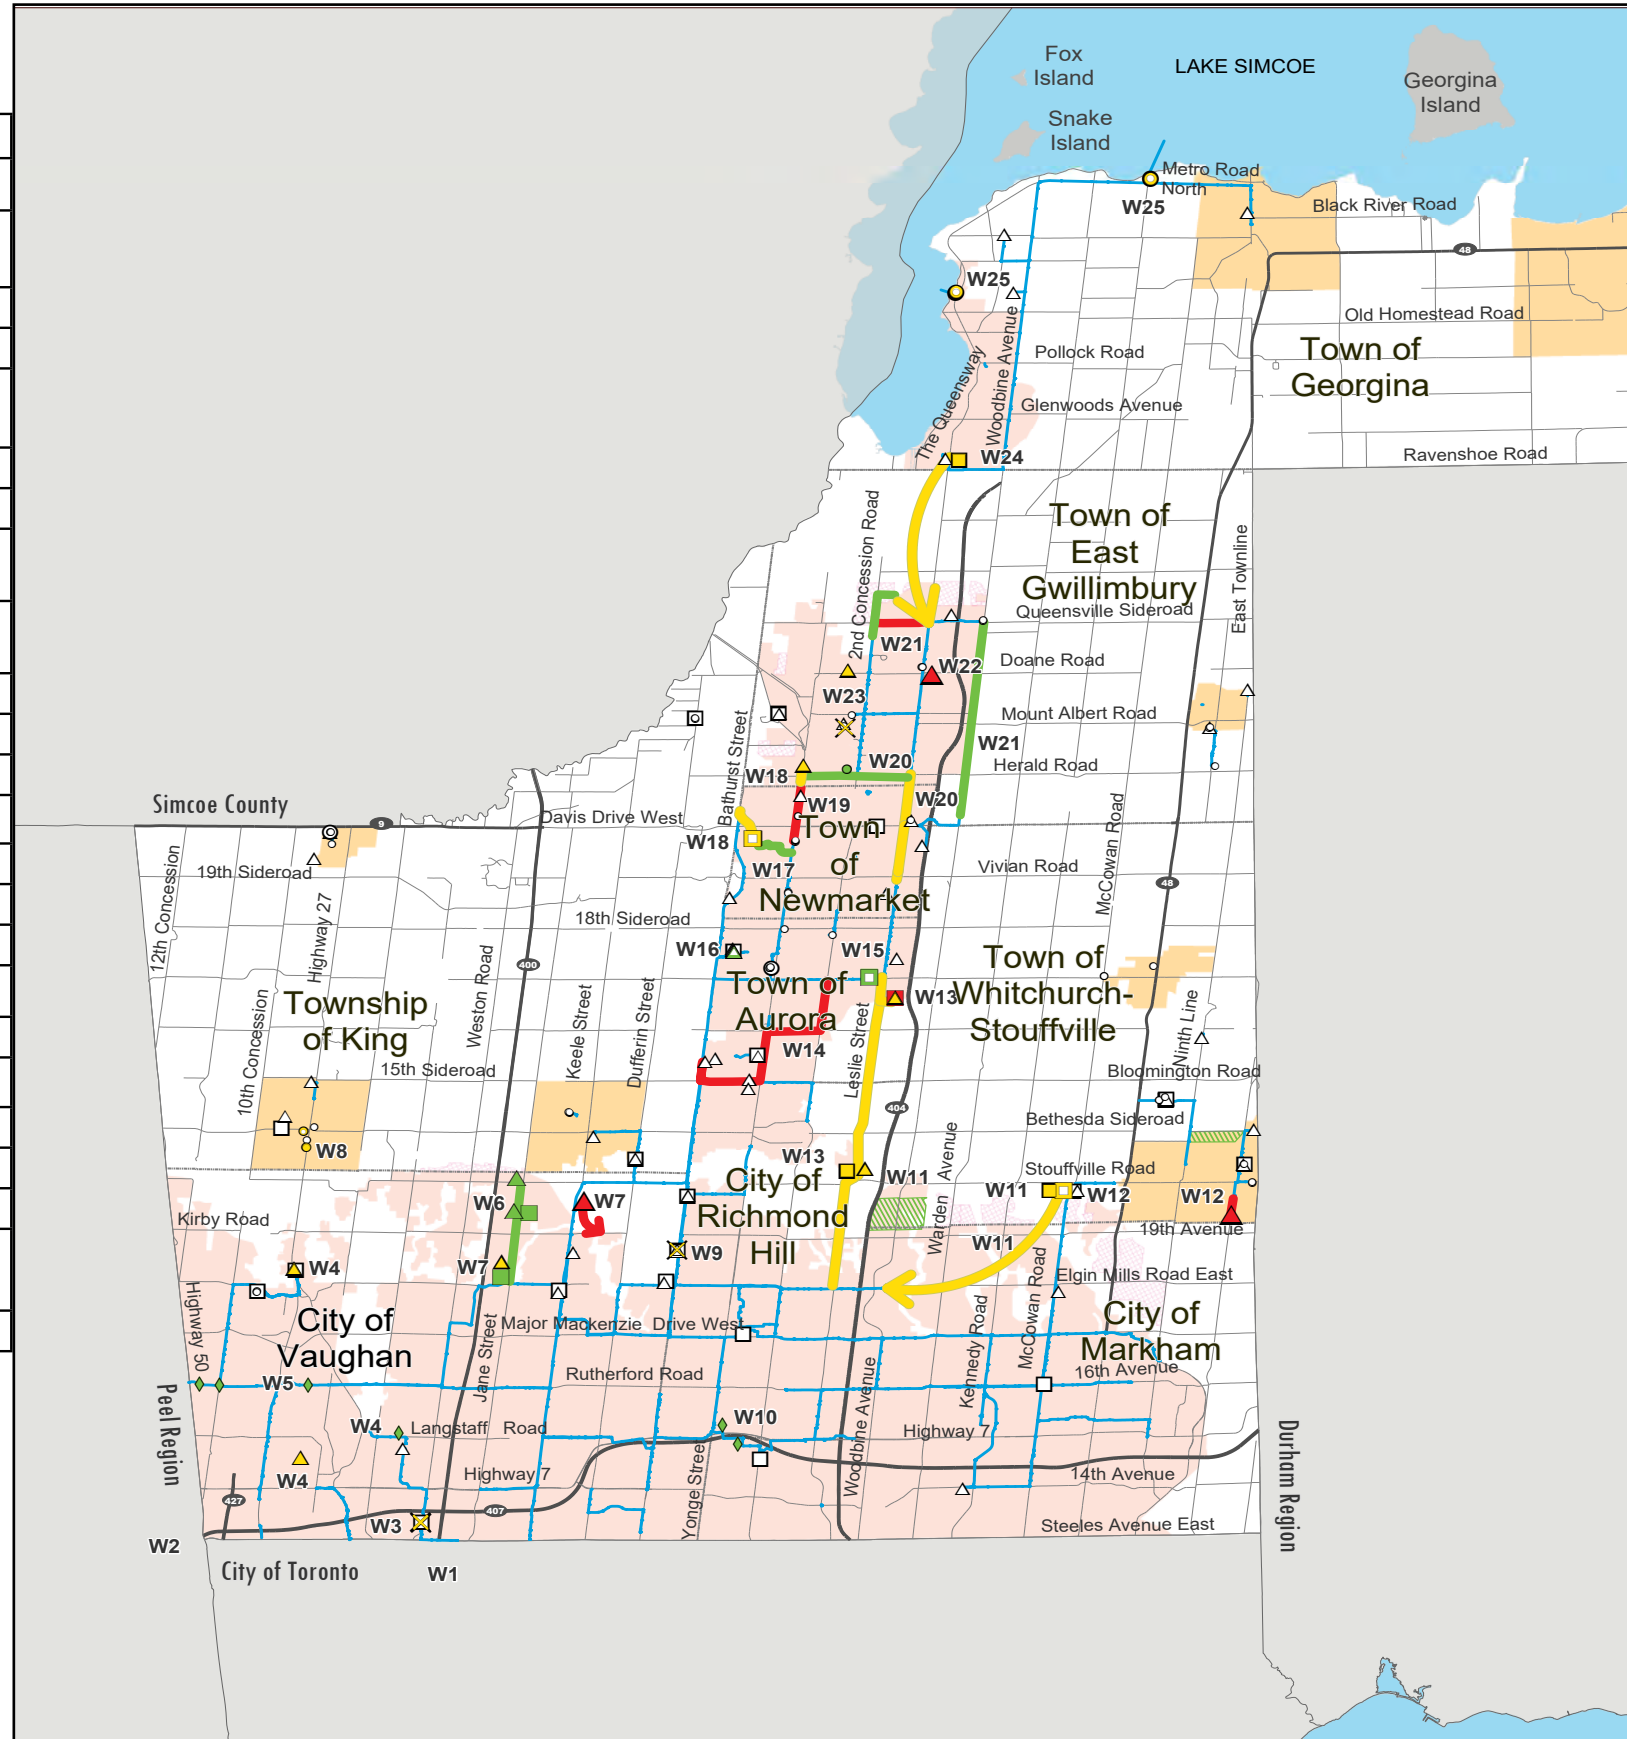 Fox
Island
LAKE SIMCOE
Georgina
Island
Snake
Island
Metro Road
North
W25
Black River Road
48
W25
Old Homestead Road
Town of
Georgina
Pollock Road
Woodbine Avenue
The Queensway
Glenwoods Avenue
W24
Ravenshoe Road
2nd Concession Road
Town of
East
Gwillimbury
Queensville Sideroad
East Townline
W21
Doane Road
W22
W23
Mount Albert Road
W21
Bathurst Street
W20
Herald Road
W18
W20
W19
Simcoe County
9
Davis Drive West
McCowan Road
Town
of
Newmarket
W18
W17
Vivian Road
19th Sideroad
12th Concession
Highway 27
48
18th Sideroad
W16
W15
400
Weston Road
Town of
Aurora
Town of
Whitchurch-
Stouffville
W13
Township
of King
10th Concession
Keele Street
Dufferin Street
Leslie Street
Ninth Line
W14
15th Sideroad
Bloomington Road
404
Bethesda Sideroad
W8
W13
Warden Avenue
Stouffville Road
W11
W11
W12
W12
City of
Richmond
Hill
W6
W7
Kirby Road
19th Avenue
W9
W11
W7
W4
Elgin Mills Road East
Highway 50
City of
Vaughan
Jane Street
Major Mackenzie Drive West
Kennedy Road
McCowan Road
City of
Markham
16th Avenue
Rutherford Road
W5
Peel Region
W4
Langstaff Road
W10
Woodbine Avenue
Highway 7
Durham Region
W4
Highway 7
14th Avenue
427
407
Yonge Street
W3
Steeles Avenue East
W2
City of Toronto
W1